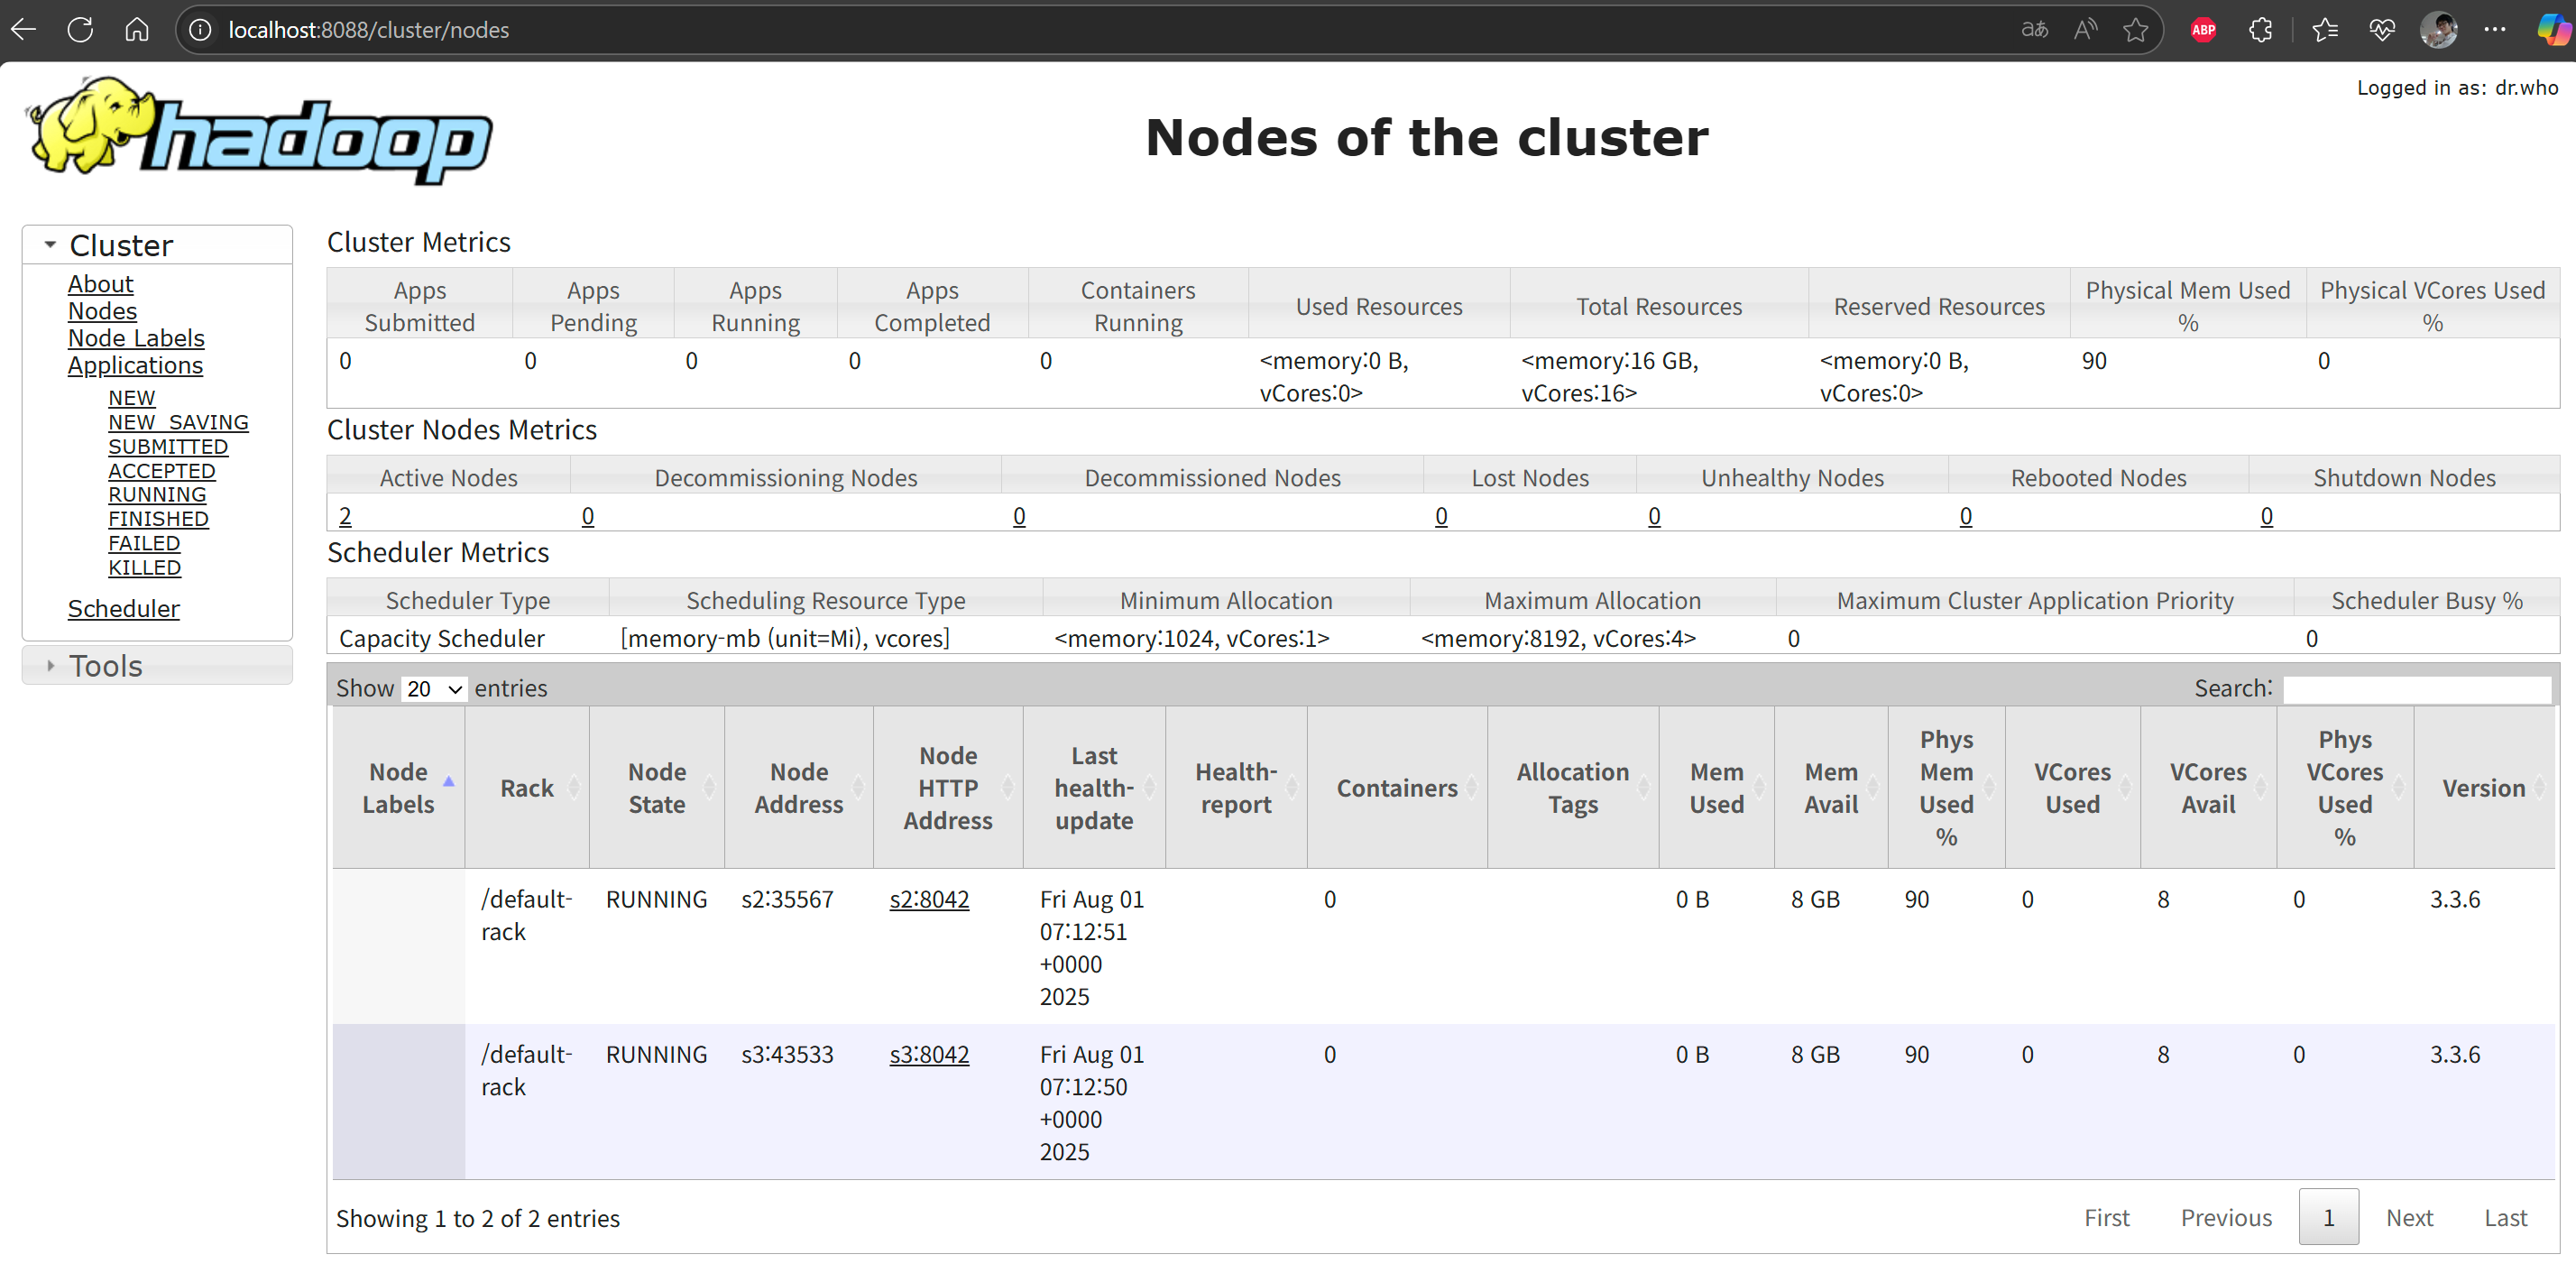 localhost:8088/cluster/nodes
aあ
A
ABP
Logged in as: dr.who
hadoop
Nodes of the cluster
Cluster
About
Nodes
Node Labels
Applications
NEW
NEW_SAVING
SUBMITTED
ACCEPTED
RUNNING
FINISHED
FAILED
KILLED
Scheduler
Tools
Cluster Metrics
Apps Submitted
Apps Pending
Apps Running
Apps Completed
Containers Running
Used Resources
Total Resources
Reserved Resources
Physical Mem Used %
Physical VCores Used %
0 0 0 0 0 <memory:0 B, vCores:0> <memory:16 GB, vCores:16> <memory:0 B, vCores:0> 90 0
Cluster Nodes Metrics
Active Nodes Decommissioning Nodes Decommissioned Nodes Lost Nodes Unhealthy Nodes Rebooted Nodes Shutdown Nodes
2 0 0 0 0 0 0
Scheduler Metrics
Scheduler Type Scheduling Resource Type Minimum Allocation Maximum Allocation Maximum Cluster Application Priority Scheduler Busy %
Capacity Scheduler [memory-mb (unit=Mi), vcores] <memory:1024, vCores:1> <memory:8192, vCores:4> 0 0
Show 20 entries
Search:
Node Labels
Rack
Node State
Node Address
Node HTTP Address
Last health-update
Health-report
Containers
Allocation Tags
Mem Used
Mem Avail
Phys Mem Used %
VCores Used
VCores Avail
Phys VCores Used %
Version
/default-rack RUNNING s2:35567 s2:8042 Fri Aug 01 07:12:51 +0000 2025 0 0 B 8 GB 90 0 8 0 3.3.6
/default-rack RUNNING s3:43533 s3:8042 Fri Aug 01 07:12:50 +0000 2025 0 0 B 8 GB 90 0 8 0 3.3.6
Showing 1 to 2 of 2 entries
First Previous 1 Next Last